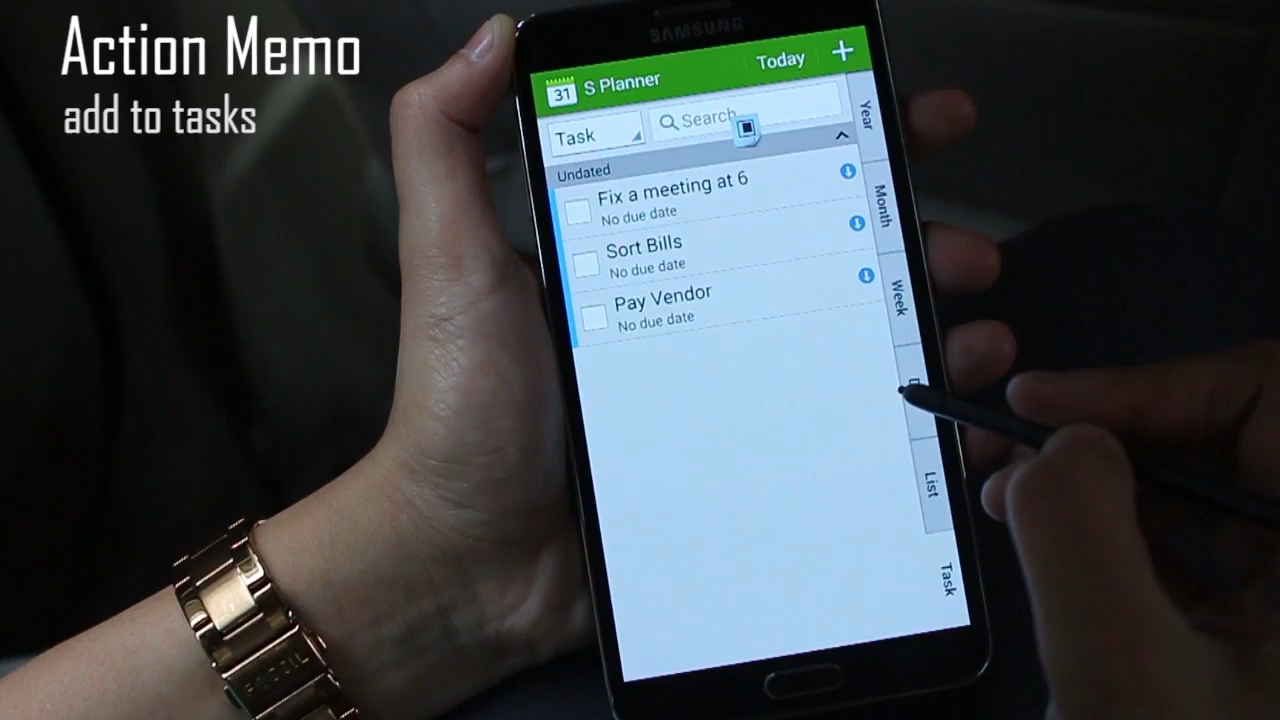 Action Memo
add to tasks
SAMSUNG
31 S Planner Today +
Task Search
Undated
Fix a meeting at 6
No due date
Sort Bills
No due date
Pay Vendor
No due date
Year
Month
Week
List
Task
FOSSIL